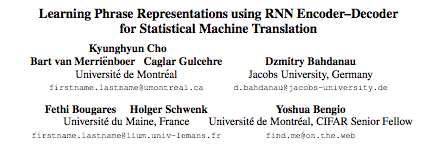 Learning Phrase Representations using RNN Encoder–Decoder
for Statistical Machine Translation
Kyunghyun Cho
Bart van Merriënboer Caglar Gulcehre
Université de Montréal
firstname.lastname@umontreal.ca
Dzmitry Bahdanau
Jacobs University, Germany
d.bahdanau@jacobs-university.de
Fethi Bougares Holger Schwenk
Université du Maine, France
firstname.lastname@lium.univ-lemans.fr
Yoshua Bengio
Université de Montréal, CIFAR Senior Fellow
find.me@on.the.web